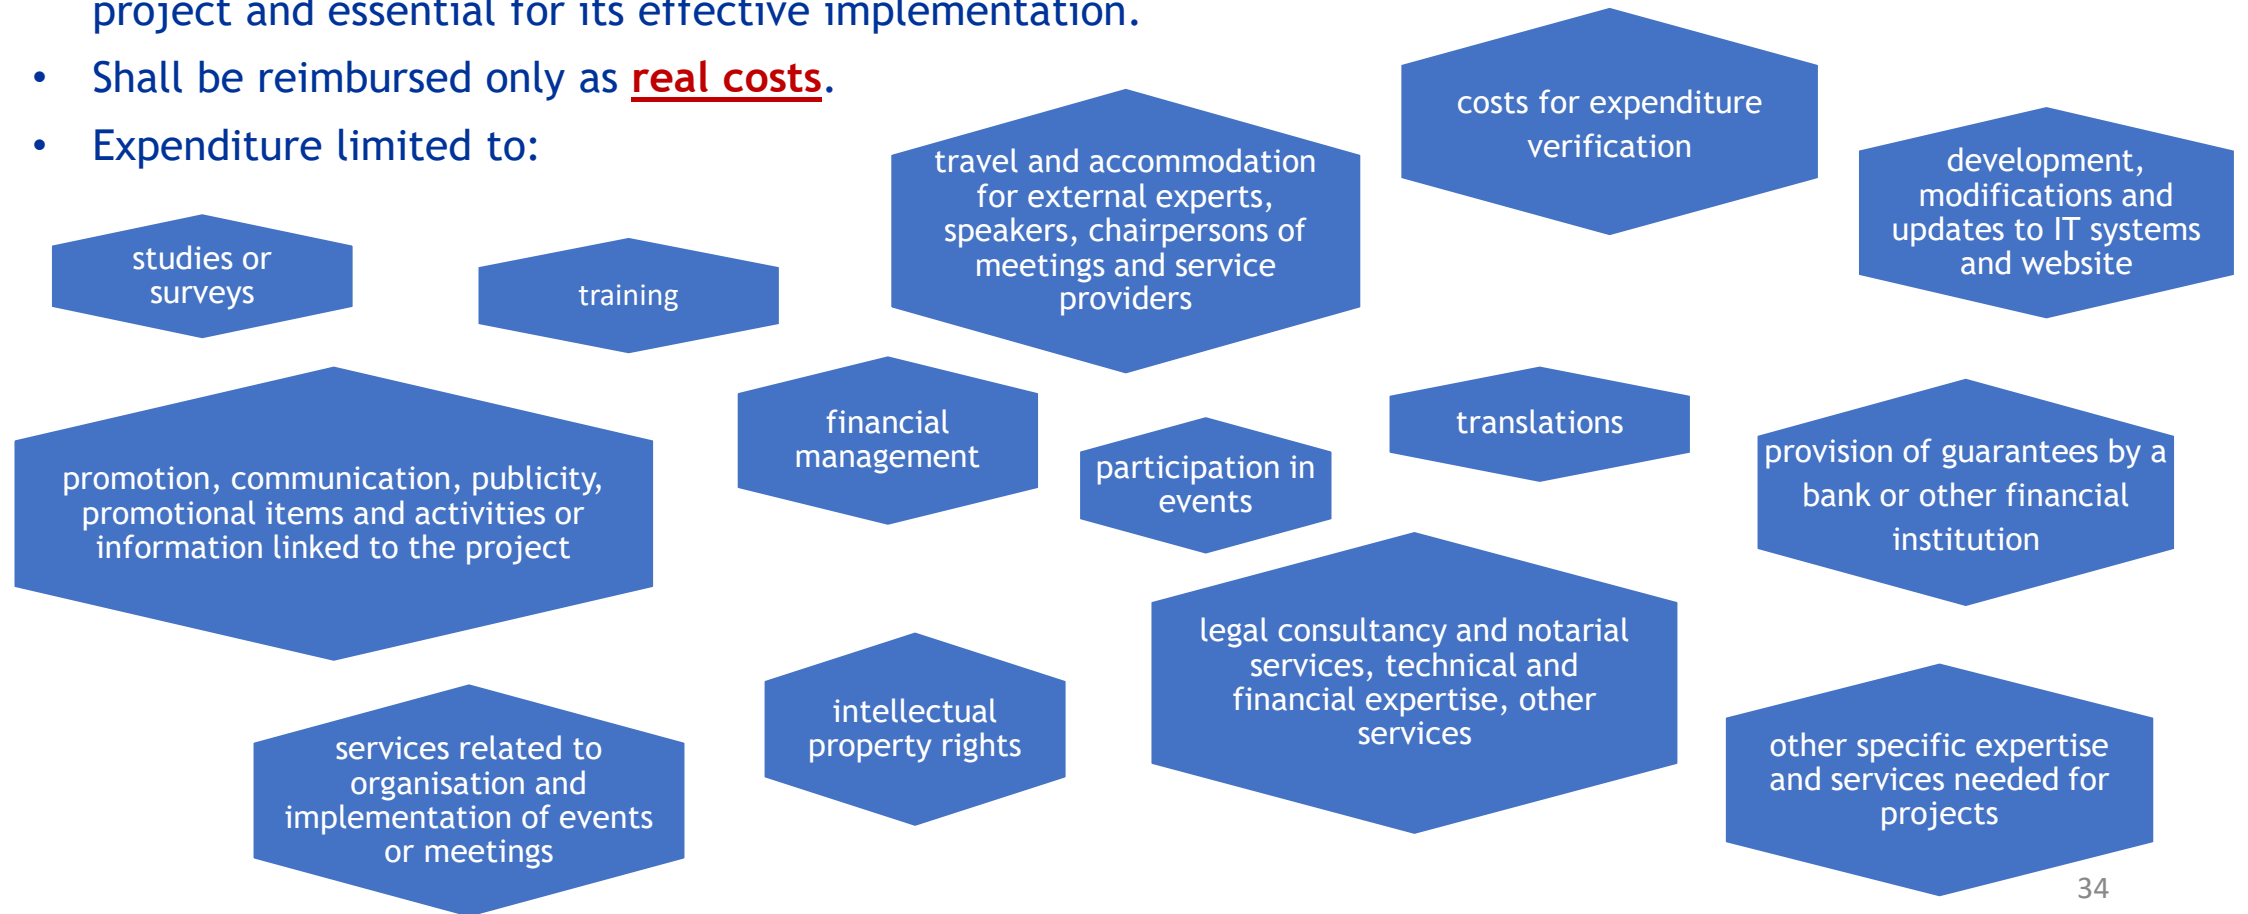 project and essential for its effective implementation.
• Shall be reimbursed only as real costs.
• Expenditure limited to:
costs for expenditure
verification
travel and accommodation
for external experts,
speakers, chairpersons of
meetings and service
providers
development,
modifications and
updates to IT systems
and website
studies or
surveys
training
financial
management
participation in
events
translations
provision of guarantees by a
bank or other financial
institution
promotion, communication, publicity,
promotional items and activities or
information linked to the project
legal consultancy and notarial
services, technical and
financial expertise, other
services
intellectual
property rights
services related to
organisation and
implementation of events
or meetings
other specific expertise
and services needed for
projects
34